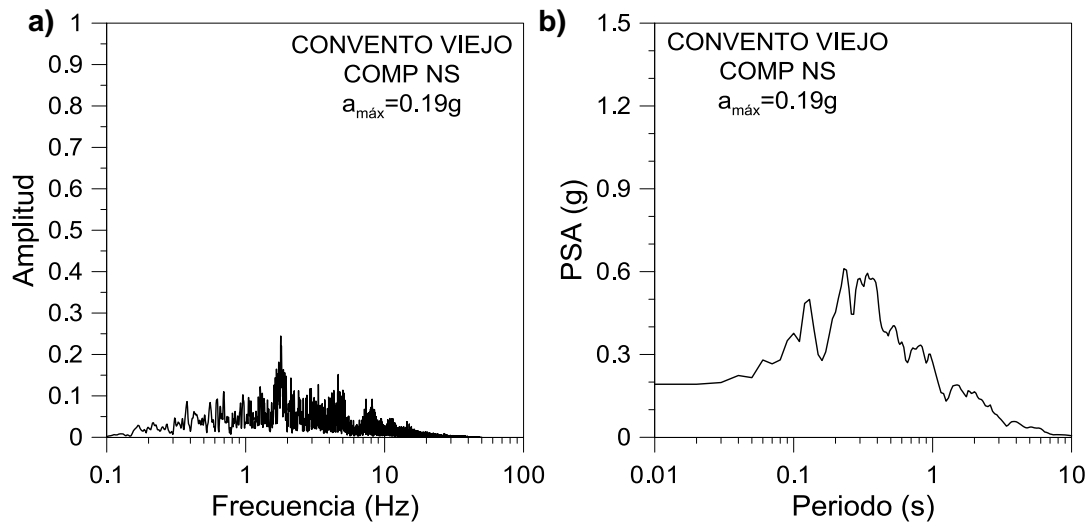 a)
CONVENTO VIEJO
COMP NS
amáx=0.19g
Amplitud
1
0.9
0.8
0.7
0.6
0.5
0.4
0.3
0.2
0.1
0
0.1
1
10
100
Frecuencia (Hz)
b)
CONVENTO VIEJO
COMP NS
amáx=0.19g
PSA (g)
1.5
1.2
0.9
0.6
0.3
0
0.01
0.1
1
10
Periodo (s)